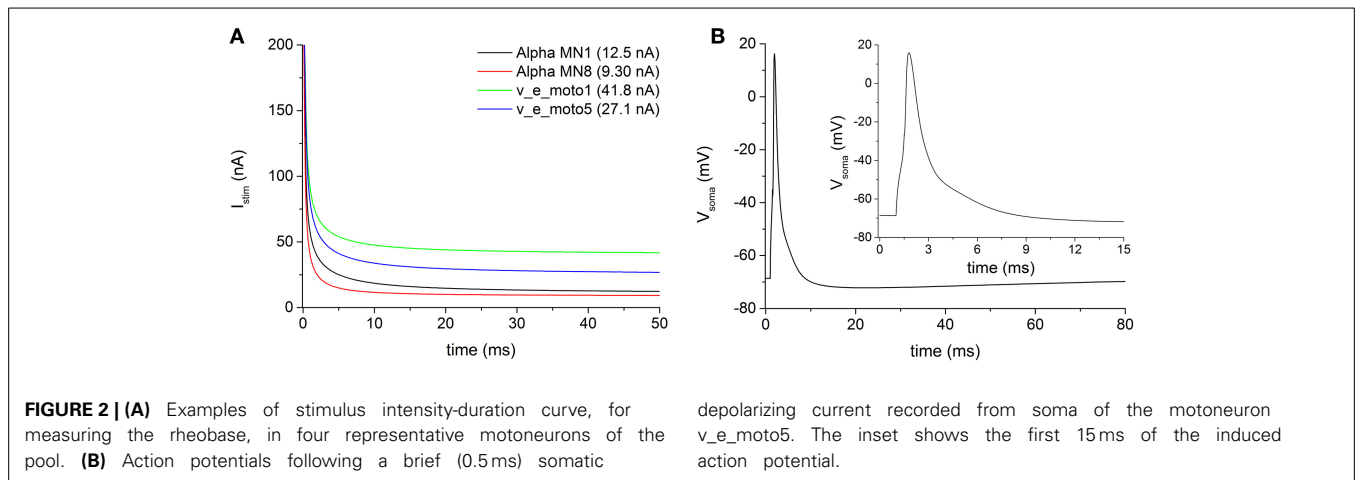 A
200
150
100
50
0
I_stim (nA)
0 10 20 30 40 50
time (ms)
Alpha MN1 (12.5 nA)
Alpha MN8 (9.30 nA)
v_e_moto1 (41.8 nA)
v_e_moto5 (27.1 nA)
B
20
0
-20
-40
-60
-80
V_soma (mV)
0 20 40 60 80
time (ms)
20
0
-20
-40
-60
-80
V_soma (mV)
0 3 6 9 12 15
time (ms)
FIGURE 2 | (A) Examples of stimulus intensity-duration curve, for
measuring the rheobase, in four representative motoneurons of the
pool. (B) Action potentials following a brief (0.5 ms) somatic
depolarizing current recorded from soma of the motoneuron
v_e_moto5. The inset shows the first 15 ms of the induced
action potential.